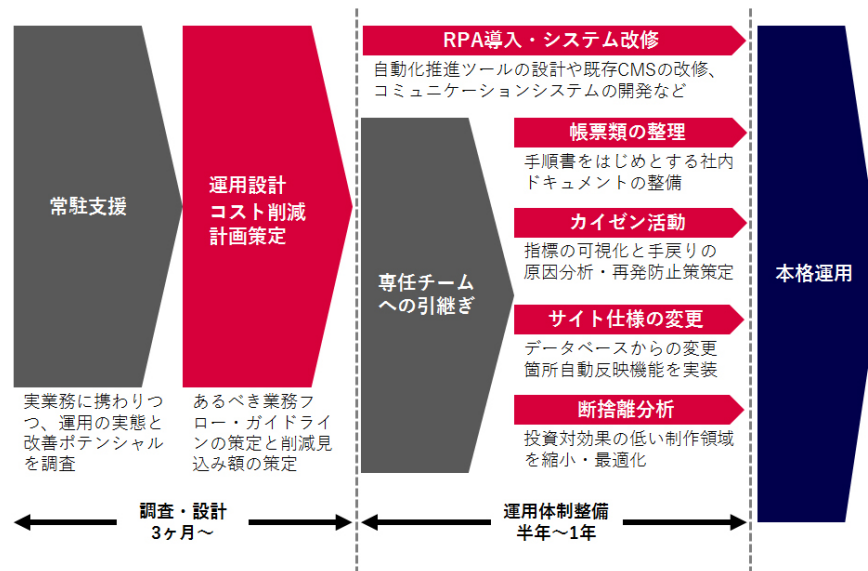 常駐支援
実業務に携わりつ
つ、運用の実態と
改善ポテンシャル
を調査
運用設計
コスト削減
計画策定
あるべき業務フ
ロー・ガイドライ
ンの策定と削減見
込み額の策定
調査・設計
3ヶ月～
RPA導入・システム改修
自動化推進ツールの設計や既存CMSの改修、
コミュニケーションシステムの開発など
専任チーム
への引継ぎ
帳票類の整理
手順書をはじめとする社内
ドキュメントの整備
カイゼン活動
指標の可視化と手戻りの
原因分析・再発防止策策定
サイト仕様の変更
データベースからの変更
箇所自動反映機能を実装
断捨離分析
投資対効果の低い制作領域
を縮小・最適化
運用体制整備
半年～1年
本格運用